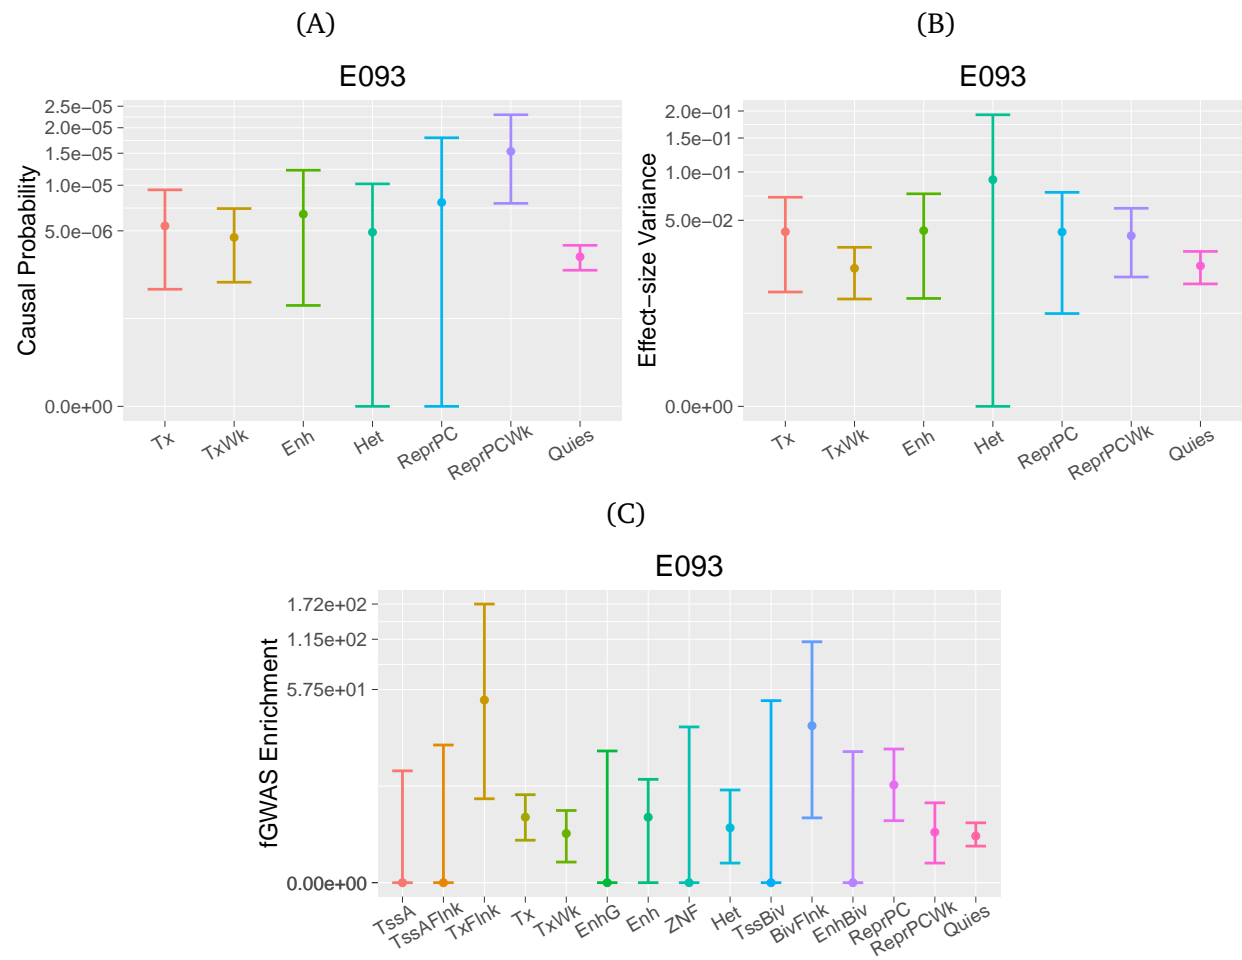 (A)
E093
Causal Probability
2.5e−05
2.0e−05
1.5e−05
1.0e−05
5.0e−06
0.0e+00
Tx
TxWk
Enh
Het
ReprPC
ReprPCWk
Quies
(B)
E093
Effect−size Variance
2.0e−01
1.5e−01
1.0e−01
5.0e−02
0.0e+00
Tx
TxWk
Enh
Het
ReprPC
ReprPCWk
Quies
(C)
E093
fGWAS Enrichment
1.72e+02
1.15e+02
5.75e+01
0.00e+00
TssA
TssAFlnk
TxFlnk
Tx
TxWk
EnhG
Enh
ZNF
Het
TssBiv
BivFlnk
EnhBiv
ReprPC
ReprPCWk
Quies